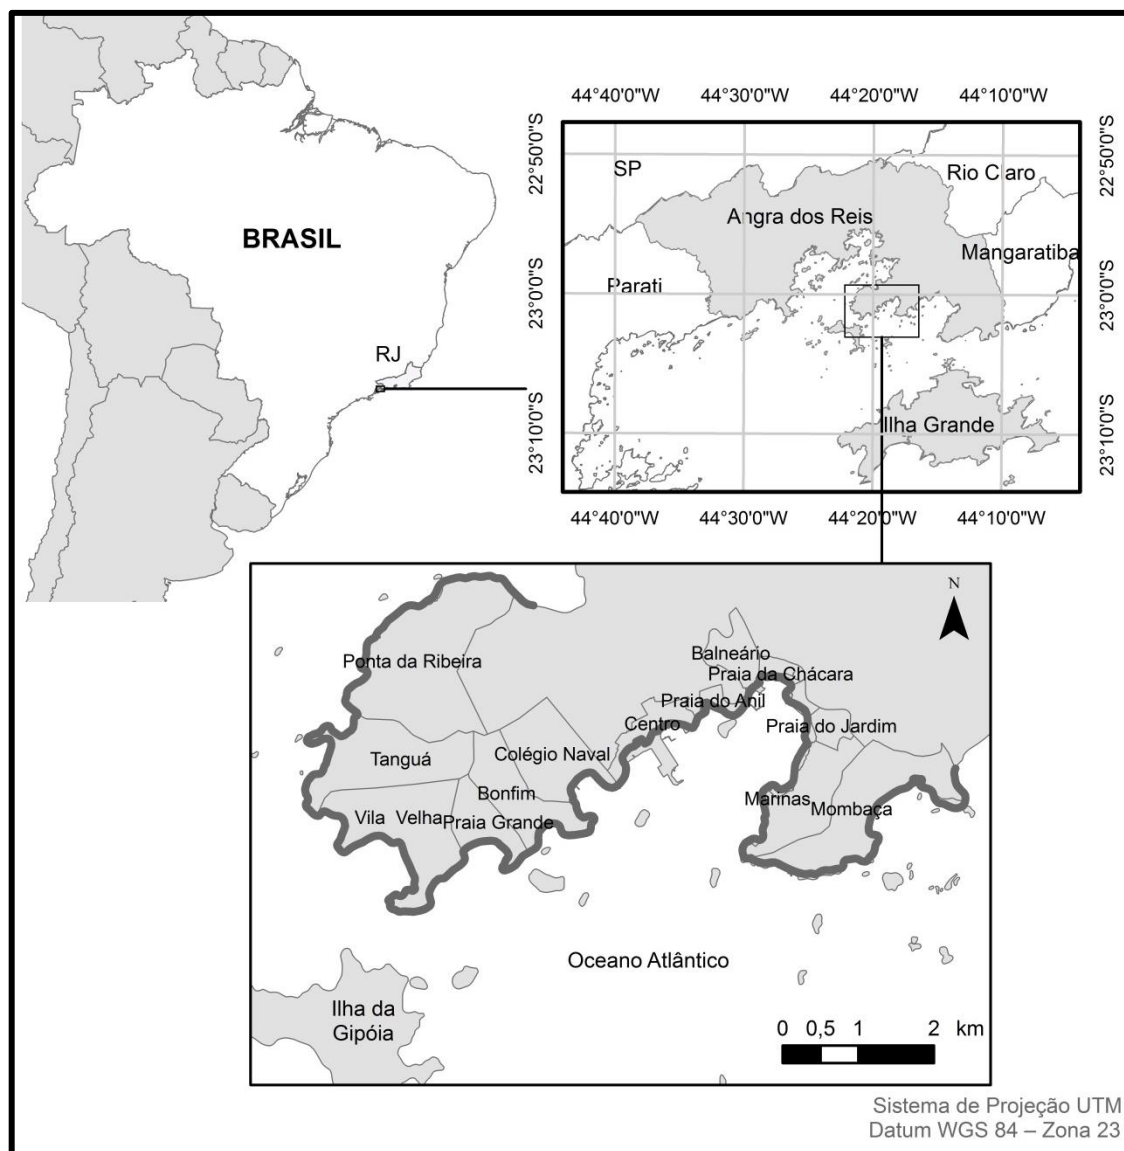 BRASIL
RJ
44°40'0"W 44°30'0"W 44°20'0"W 44°10'0"W
22°50'0"S
23°0'0"S
23°10'0"S
22°50'0"S
23°0'0"S
23°10'0"S
SP
Rio Claro
Angra dos Reis
Mangaratiba
Parati
Ilha Grande
44°40'0"W 44°30'0"W 44°20'0"W 44°10'0"W
N
Balneário
Ponta da Ribeira
Praia da Chácara
Praia do Anil
Centro
Praia do Jardim
Tanguá
Colégio Naval
Bonfim
Marinas
Mombaça
Vila Velha
Praia Grande
Oceano Atlântico
Ilha da
Gipóia
0 0,5 1 2 km
Sistema de Projeção UTM
Datum WGS 84 – Zona 23